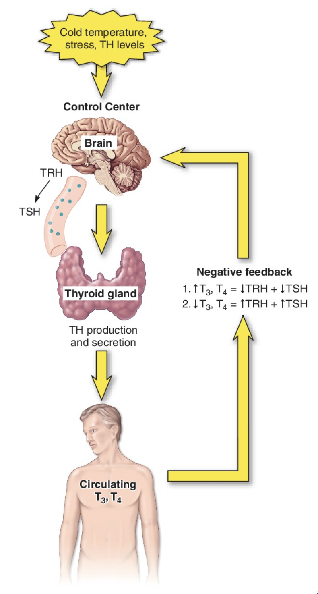 Cold temperature,
stress, TH levels
Control Center
Brain
TRH
TSH
Thyroid gland
TH production
and secretion
Negative feedback
1. ↑T₃, T₄ = ↓TRH + ↓TSH
2. ↓T₃, T₄ = ↑TRH + ↑TSH
Circulating
T₃, T₄